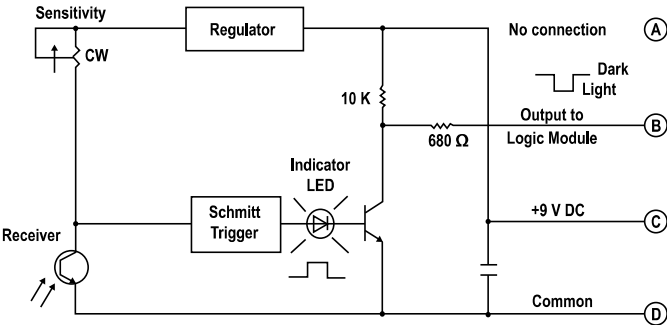 Sensitivity
CW
Regulator
No connection
A
10 K
Dark
Light
680 Ω
Output to
Logic Module
B
Indicator
LED
Schmitt
Trigger
+9 V DC
C
Receiver
Common
D